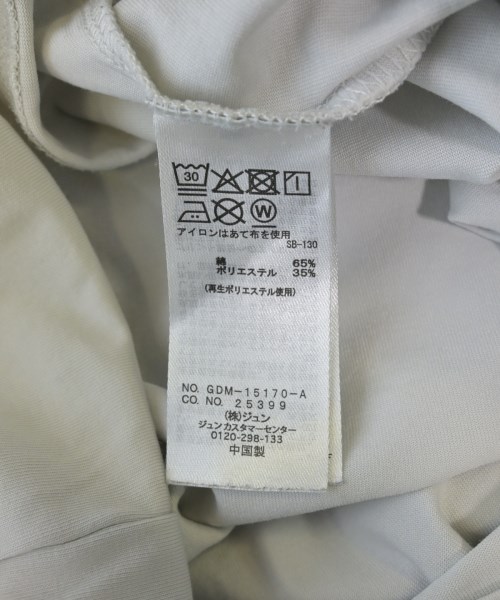 30
W
アイロンはあて布を使用
SB-130
綿 65%
ポリエステル 35%
(再生ポリエステル使用)
NO. GDM-15170-A
CO. NO. 25399
(株)ジュン
ジュンカスタマーセンター
0120-298-133
中国製